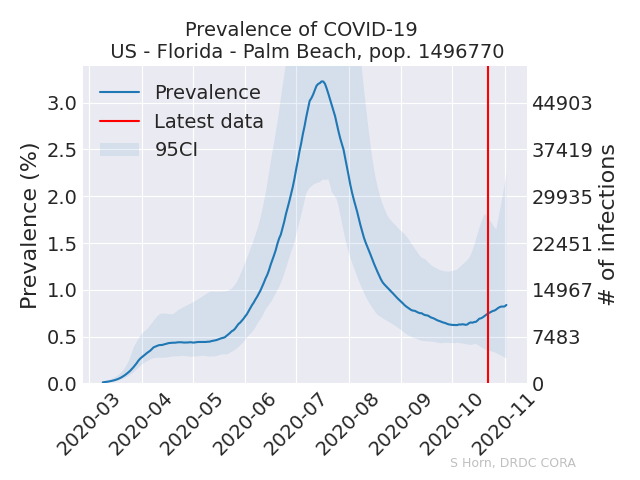 Prevalence of COVID-19
US - Florida - Palm Beach, pop. 1496770
Prevalence
Latest data
95CI
Prevalence (%)
3.0
2.5
2.0
1.5
1.0
0.5
0.0
44903
37419
29935
22451
14967
7483
0
# of infections
2020-03
2020-04
2020-05
2020-06
2020-07
2020-08
2020-09
2020-10
2020-11
S Horn, DRDC CORA